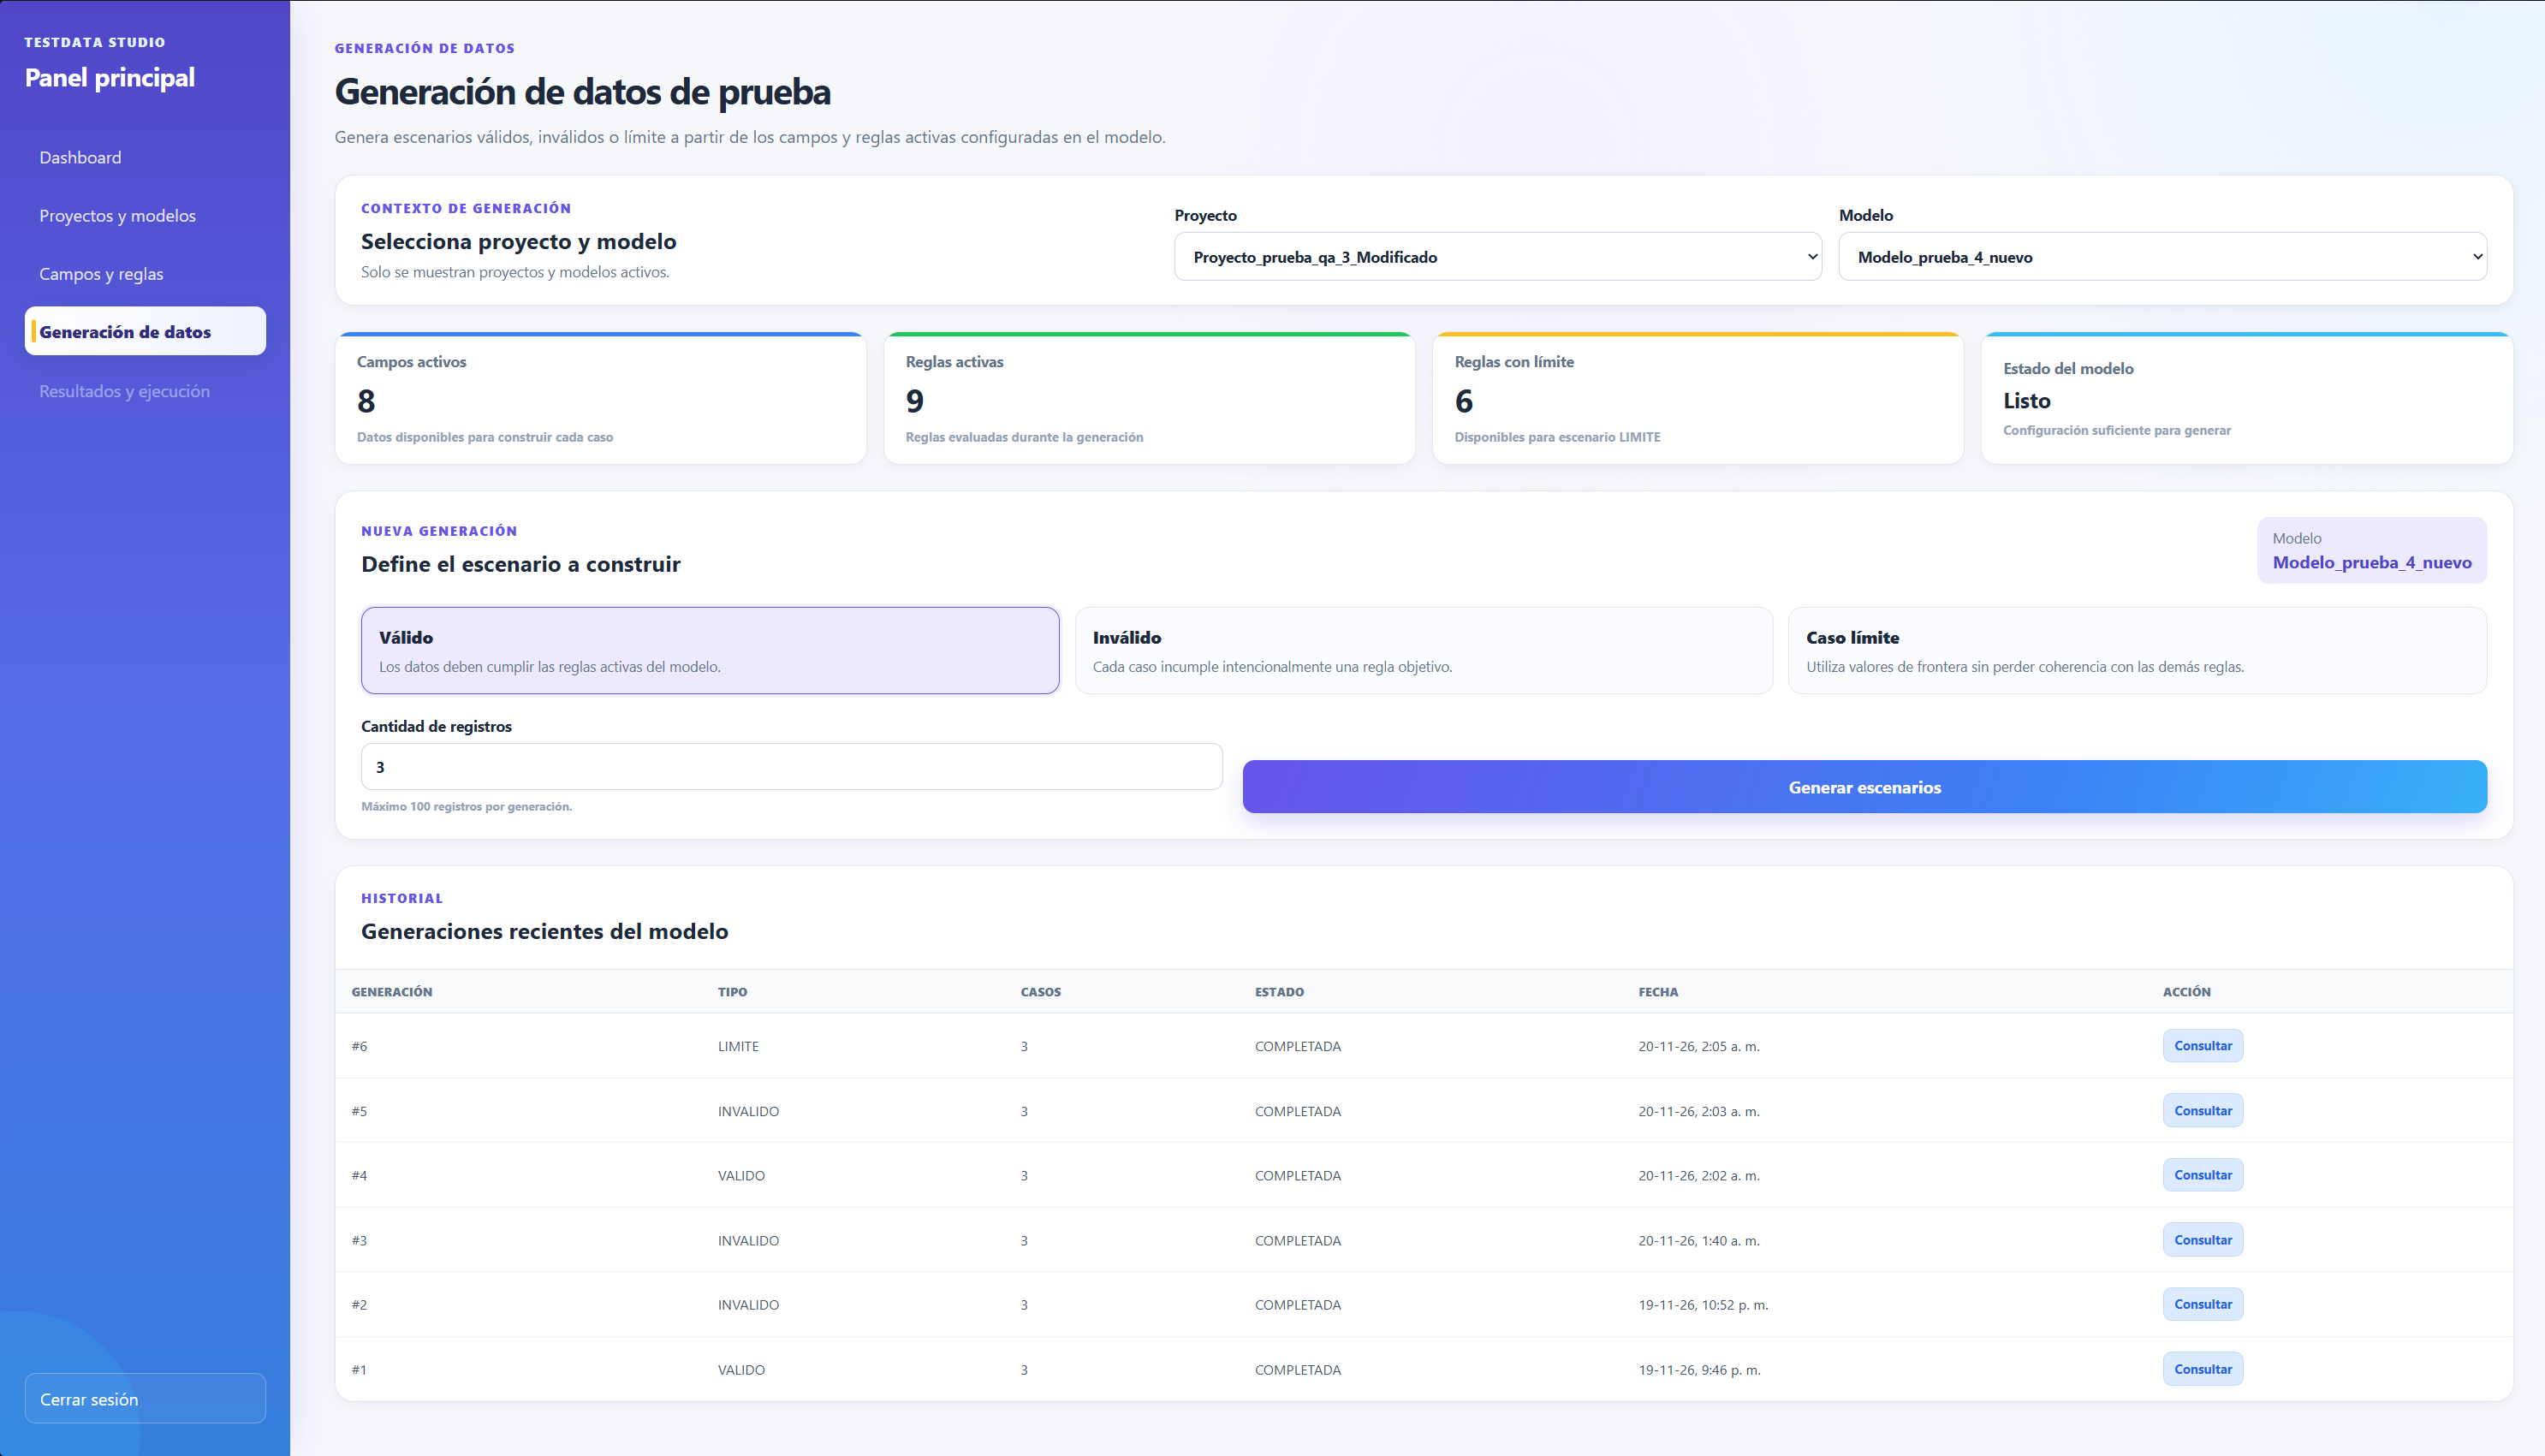 TESTDATA STUDIO
Panel principal
Dashboard
Proyectos y modelos
Campos y reglas
Generación de datos
Resultados y ejecución
Cerrar sesión
GENERACIÓN DE DATOS
Generación de datos de prueba
Genera escenarios válidos, inválidos o límite a partir de los campos y reglas activas configuradas en el modelo.
CONTEXTO DE GENERACIÓN
Selecciona proyecto y modelo
Solo se muestran proyectos y modelos activos.
Proyecto
Proyecto_prueba_qa_3_Modificado
Modelo
Modelo_prueba_4_nuevo
Campos activos
8
Datos disponibles para construir cada caso
Reglas activas
9
Reglas evaluadas durante la generación
Reglas con límite
6
Disponibles para escenario LIMITE
Estado del modelo
Listo
Configuración suficiente para generar
NUEVA GENERACIÓN
Define el escenario a construir
Modelo
Modelo_prueba_4_nuevo
Válido
Los datos deben cumplir las reglas activas del modelo.
Inválido
Cada caso incumple intencionalmente una regla objetivo.
Caso límite
Utiliza valores de frontera sin perder coherencia con las demás reglas.
Cantidad de registros
3
Máximo 100 registros por generación.
Generar escenarios
HISTORIAL
Generaciones recientes del modelo
GENERACIÓN TIPO CASOS ESTADO FECHA ACCIÓN
#6 LIMITE 3 COMPLETADA 20-11-26, 2:05 a. m. Consultar
#5 INVALIDO 3 COMPLETADA 20-11-26, 2:03 a. m. Consultar
#4 VALIDO 3 COMPLETADA 20-11-26, 2:02 a. m. Consultar
#3 INVALIDO 3 COMPLETADA 20-11-26, 1:40 a. m. Consultar
#2 INVALIDO 3 COMPLETADA 19-11-26, 10:52 p. m. Consultar
#1 VALIDO 3 COMPLETADA 19-11-26, 9:46 p. m. Consultar